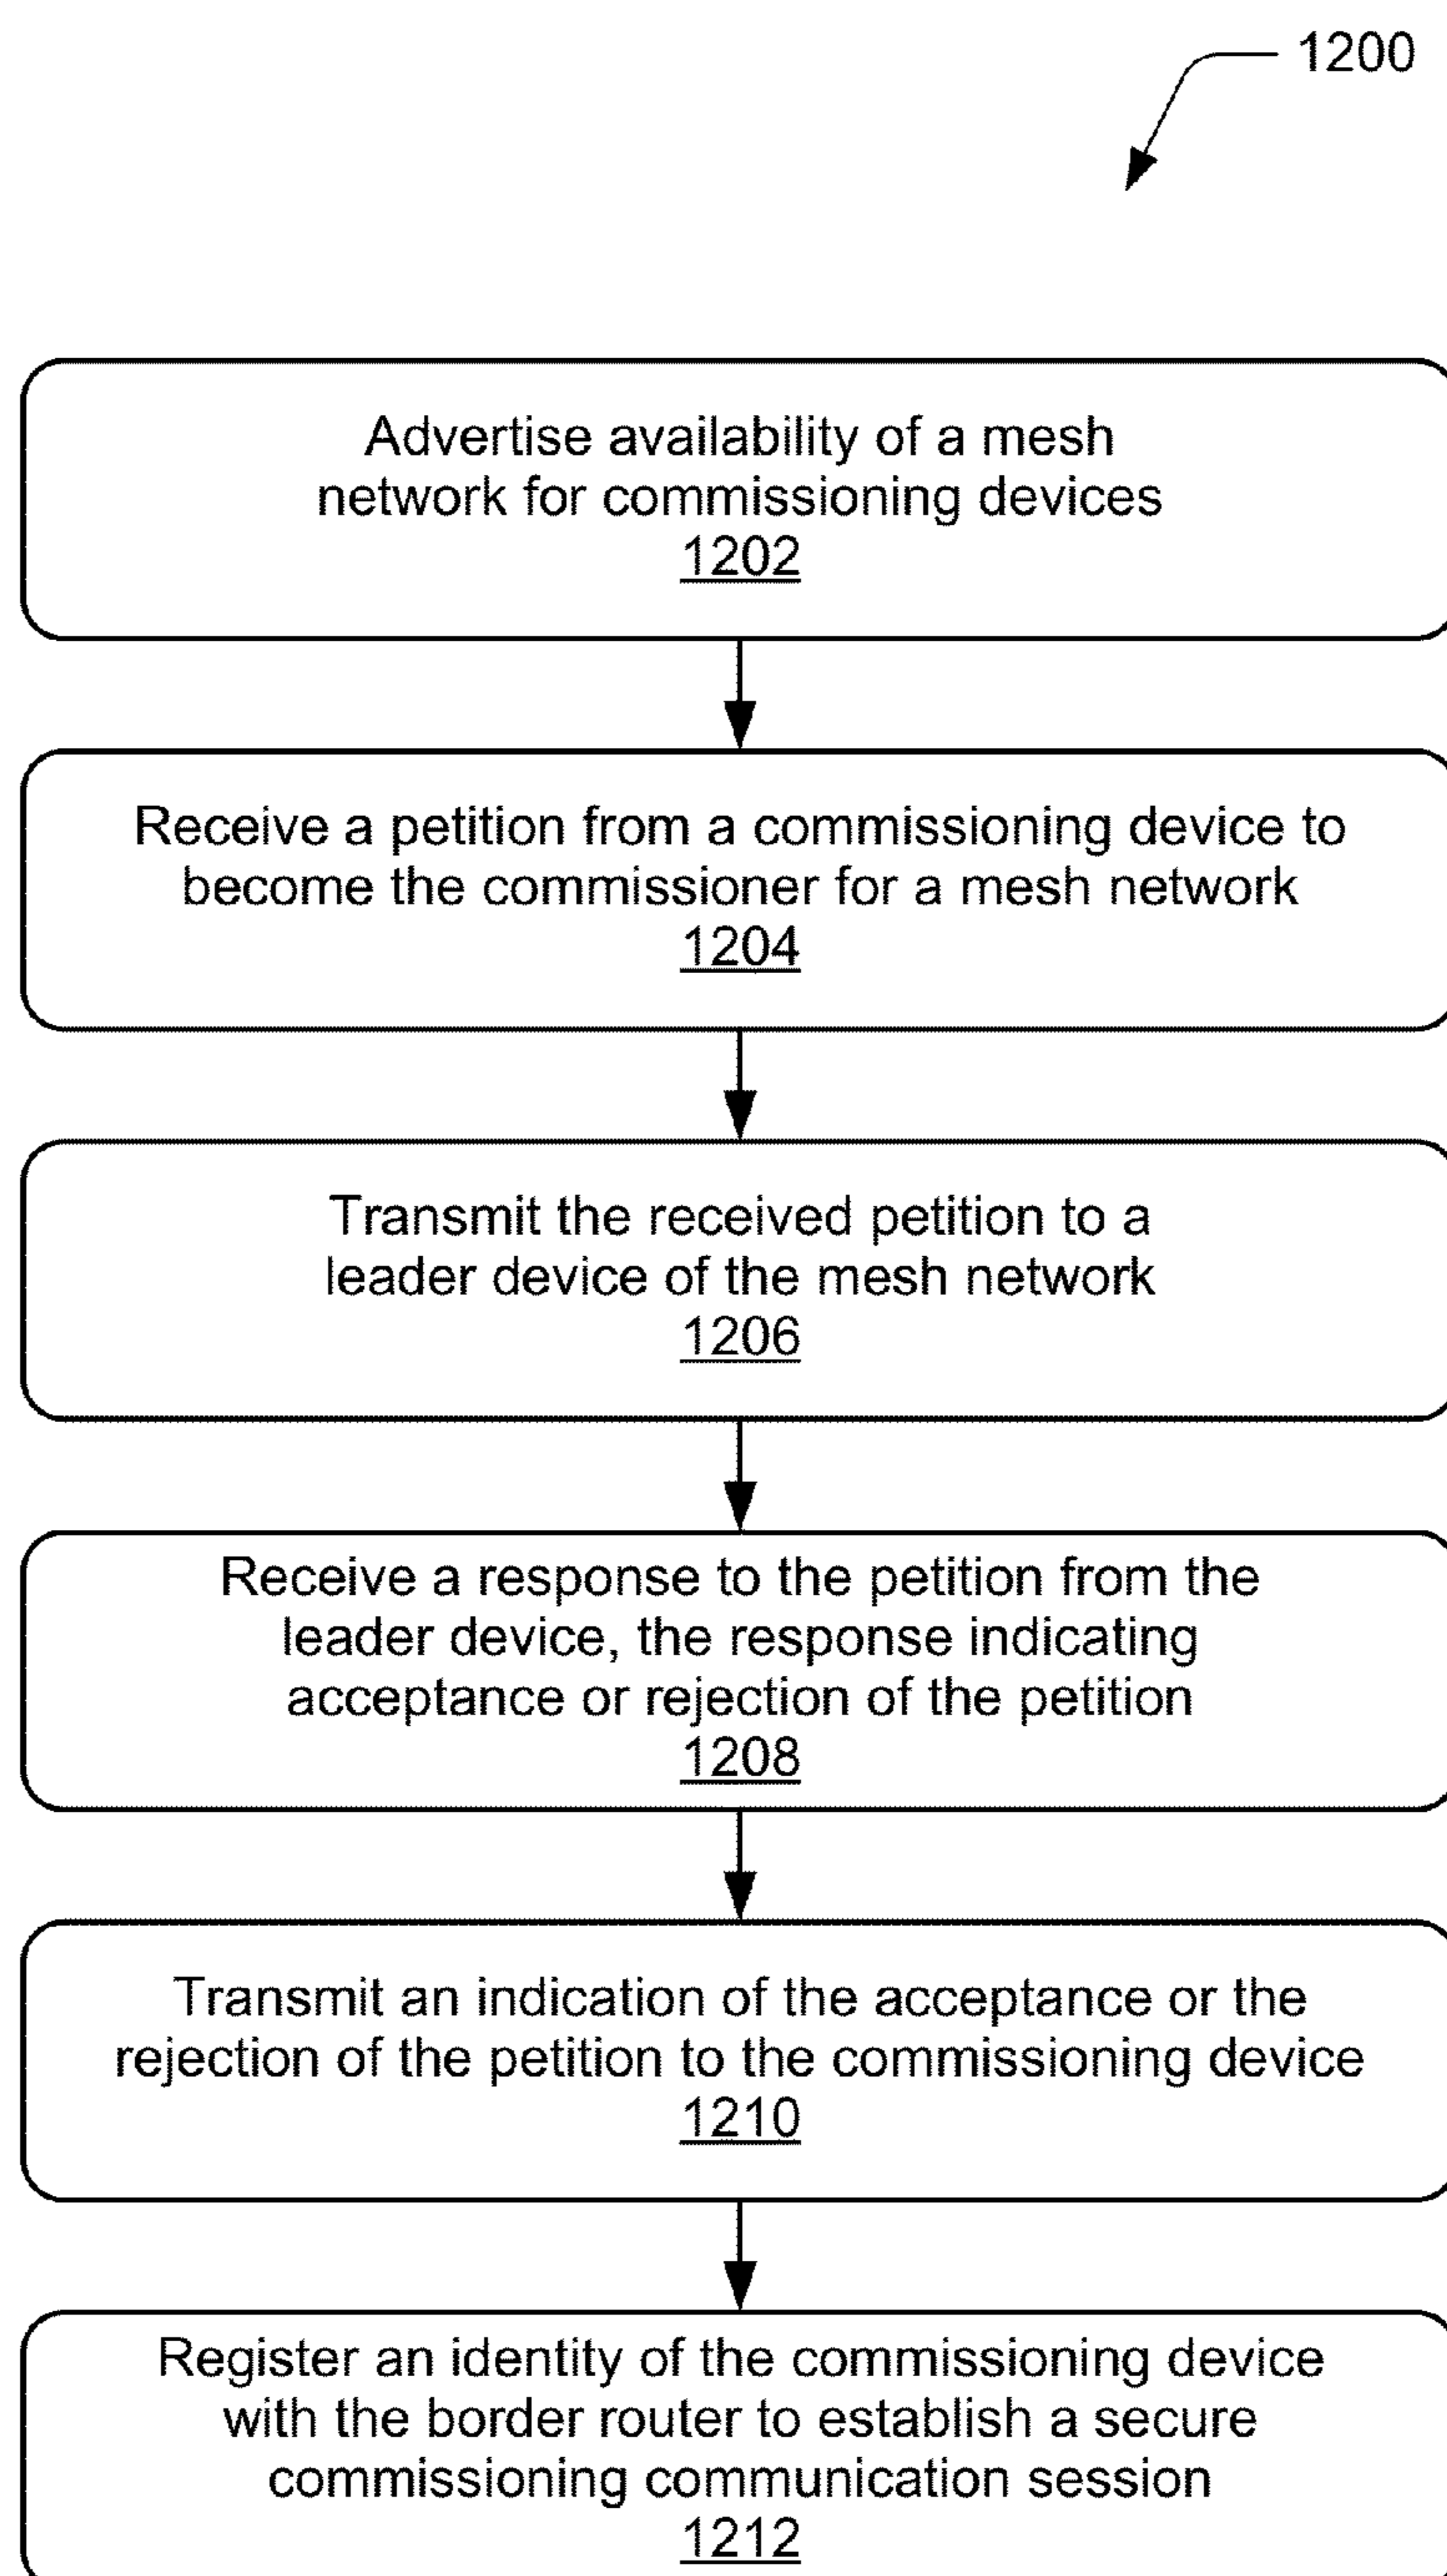 1200
Advertise availability of a mesh
network for commissioning devices
1202
Receive a petition from a commissioning device to
become the commissioner for a mesh network
1204
Transmit the received petition to a
leader device of the mesh network
1206
Receive a response to the petition from the
leader device, the response indicating
acceptance or rejection of the petition
1208
Transmit an indication of the acceptance or the
rejection of the petition to the commissioning device
1210
Register an identity of the commissioning device
with the border router to establish a secure
commissioning communication session
1212